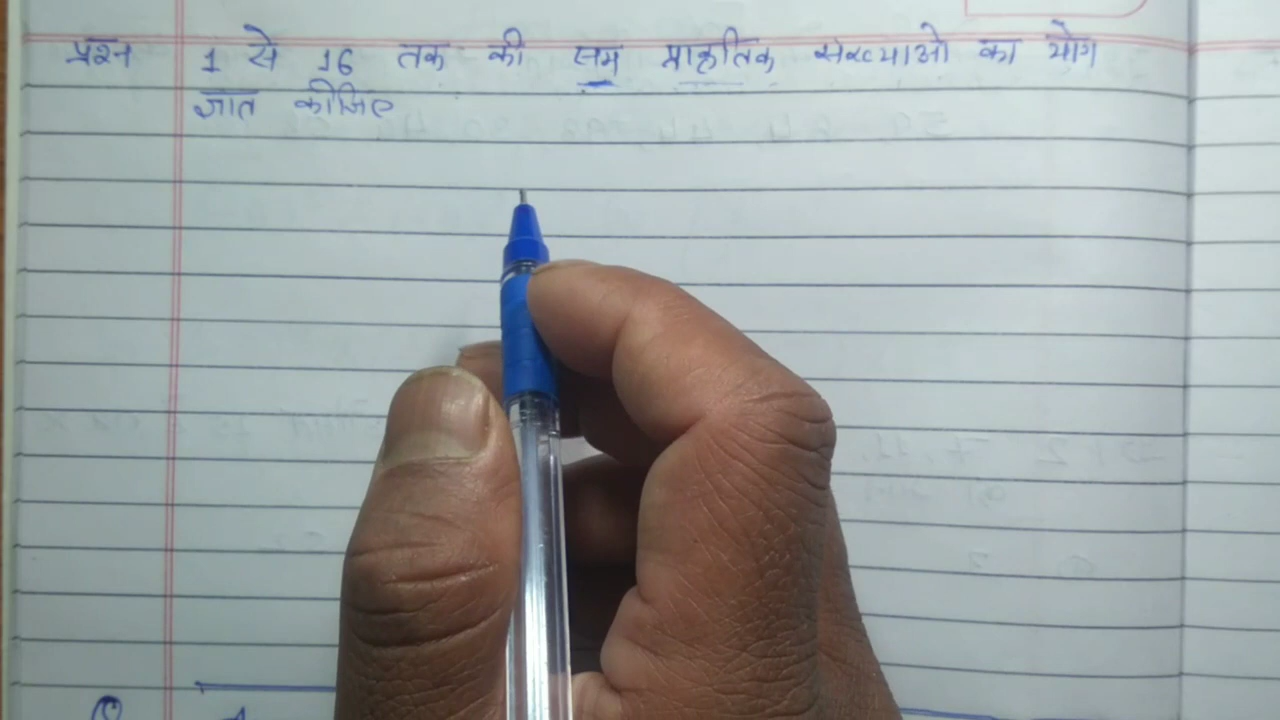 प्रश्न 1 से 16 तक की सम प्राकृतिक संख्याओ का योग
ज्ञात कीजिए